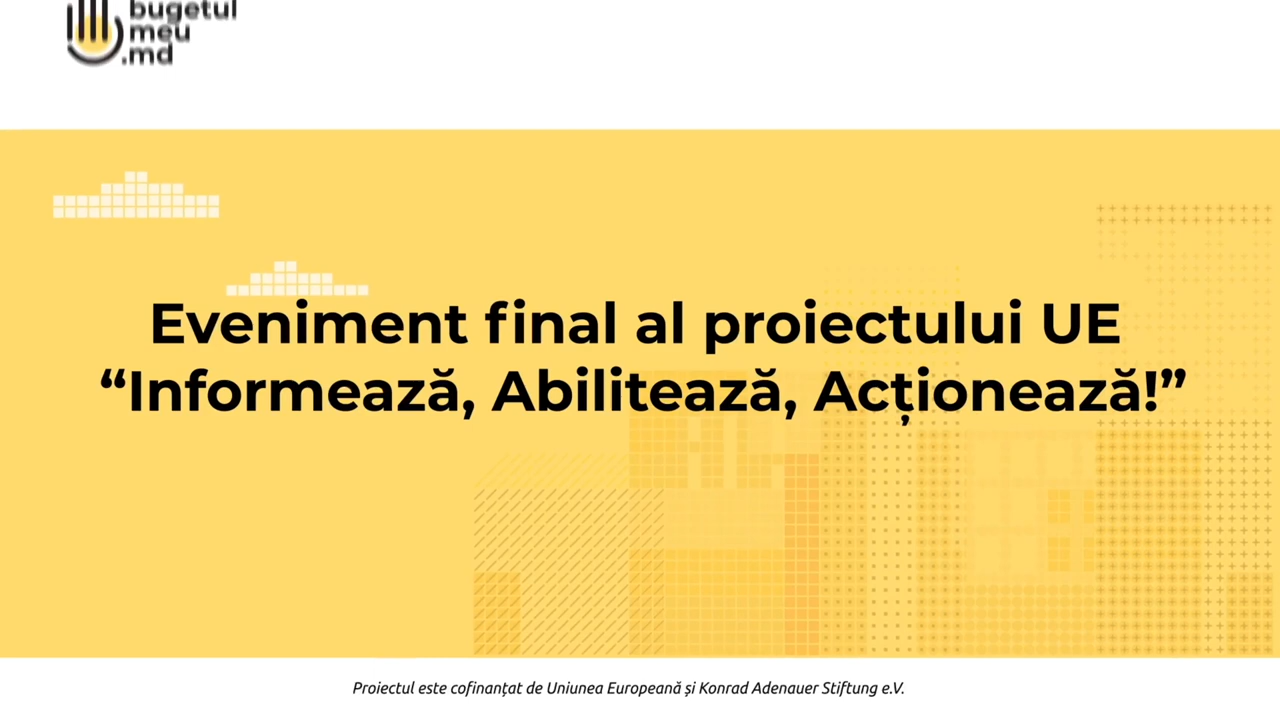 bugetul
meu
.md
Eveniment final al proiectului UE
“Informează, Abilitează, Acționează!”
Proiectul este cofinanțat de Uniunea Europeană și Konrad Adenauer Stiftung e.V.